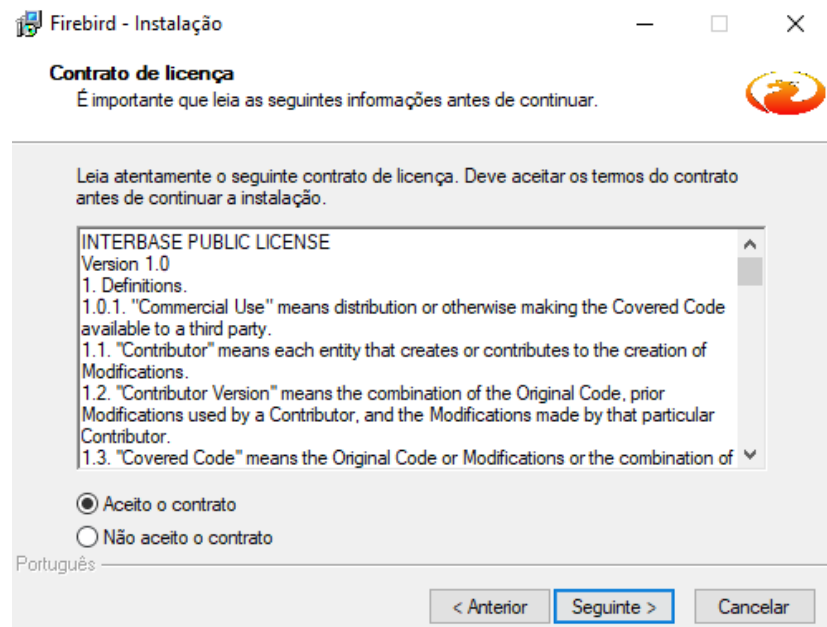 Firebird - Instalação
Contrato de licença
É importante que leia as seguintes informações antes de continuar.
Leia atentamente o seguinte contrato de licença. Deve aceitar os termos do contrato
antes de continuar a instalação.
INTERBASE PUBLIC LICENSE
Version 1.0
1. Definitions.
1.0.1. "Commercial Use" means distribution or otherwise making the Covered Code
available to a third party.
1.1. "Contributor" means each entity that creates or contributes to the creation of
Modifications.
1.2. "Contributor Version" means the combination of the Original Code, prior
Modifications used by a Contributor, and the Modifications made by that particular
Contributor.
1.3. "Covered Code" means the Original Code or Modifications or the combination of
Aceito o contrato
Não aceito o contrato
Português
< Anterior Seguinte > Cancelar